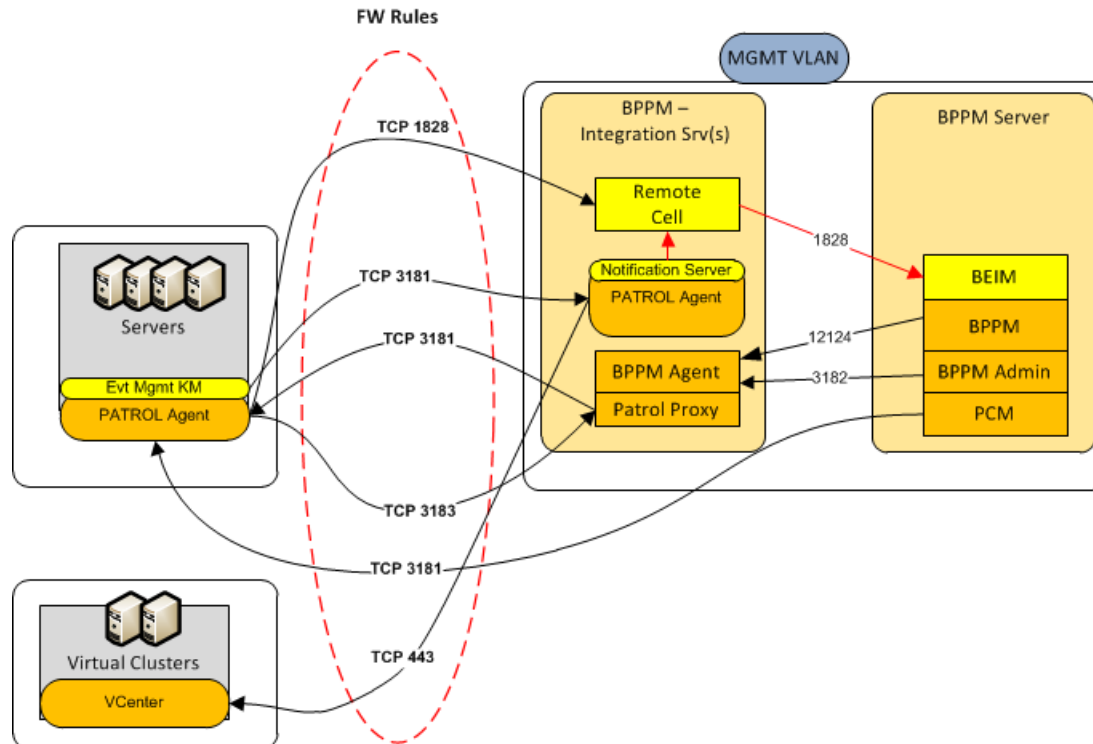 FW Rules
MGMT VLAN
BPPM –
Integration Srv(s)
BPPM Server
TCP 1828
Remote
Cell
1828
Notification Server
PATROL Agent
BEIM
BPPM
BPPM Admin
PCM
12124
3182
BPPM Agent
Patrol Proxy
Servers
Evt Mgmt KM
PATROL Agent
TCP 3181
TCP 3181
TCP 3183
TCP 3181
TCP 443
Virtual Clusters
VCenter